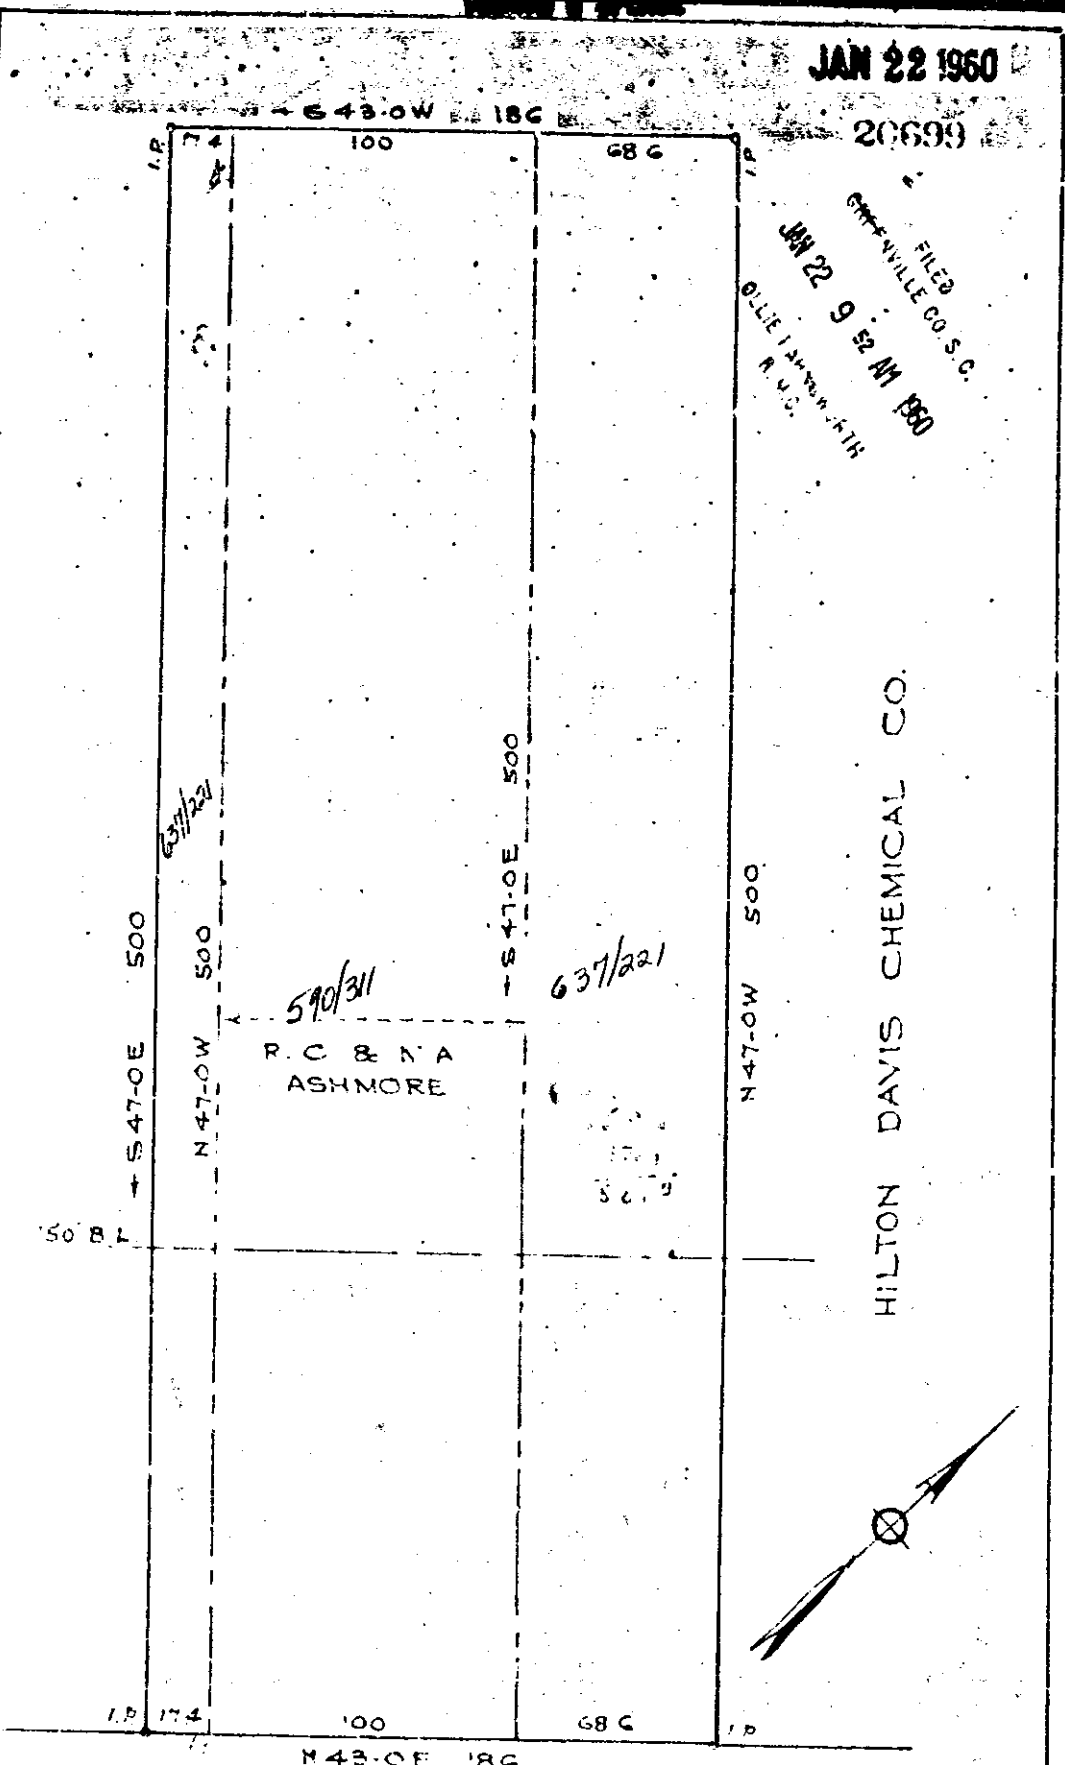 JAN 22 1960
20699
S 43-0W 186
I.P.
17 4
100
68 6
I.P
FILED
GREENVILLE CO. S. C.
JAN 22 9 52 AM 1960
OLLIE
R. M. C.
637/221
S 47-0E 500
N 47-0W 500
S 47-0E 500
N 47-0W 500
590/311
637/221
R. C & N A
ASHMORE
HILTON DAVIS CHEMICAL CO.
50' B L
I.P
17 4
100
68 6
I P
N 43-0E 186